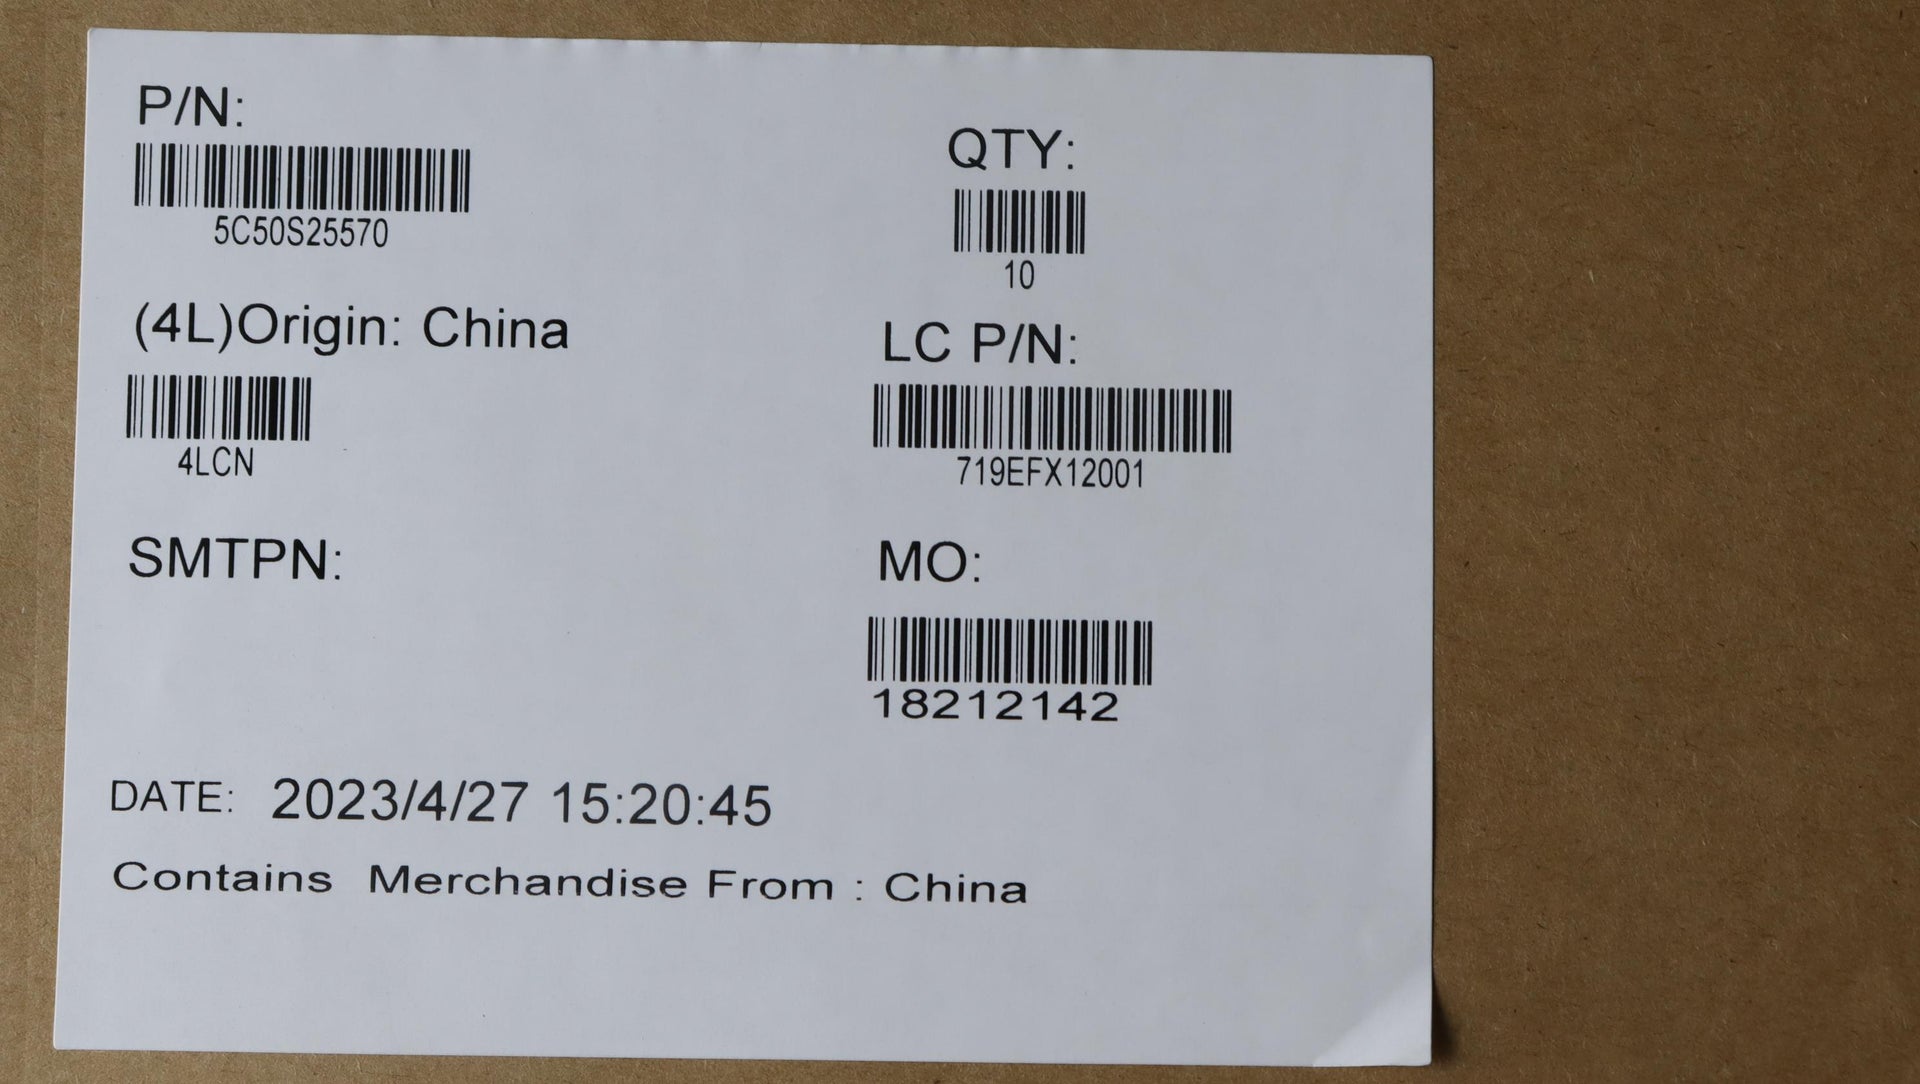 P/N:
5C50S25570
QTY:
10
(4L)Origin: China
4LCN
LC P/N:
719EFX12001
SMTPN:
MO:
18212142
DATE: 2023/4/27 15:20:45
Contains Merchandise From : China